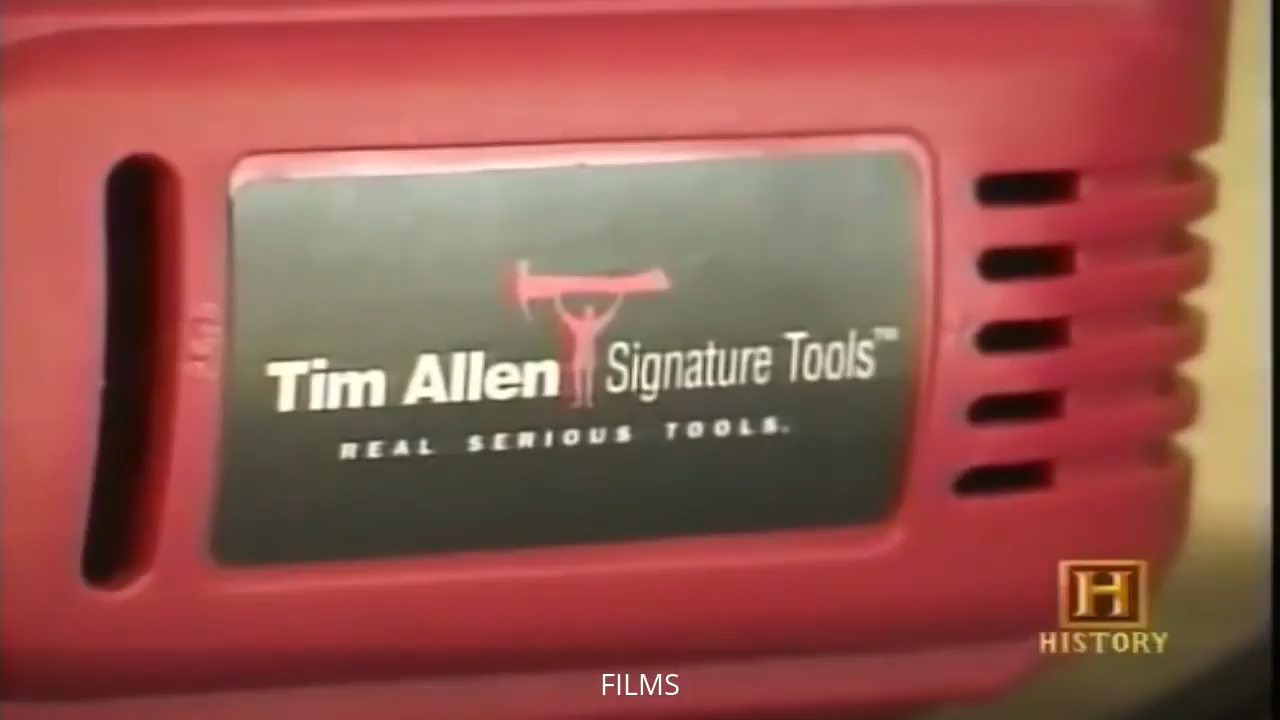 Tim Allen Signature Tools™
REAL SERIOUS TOOLS.
H
HISTORY
FILMS